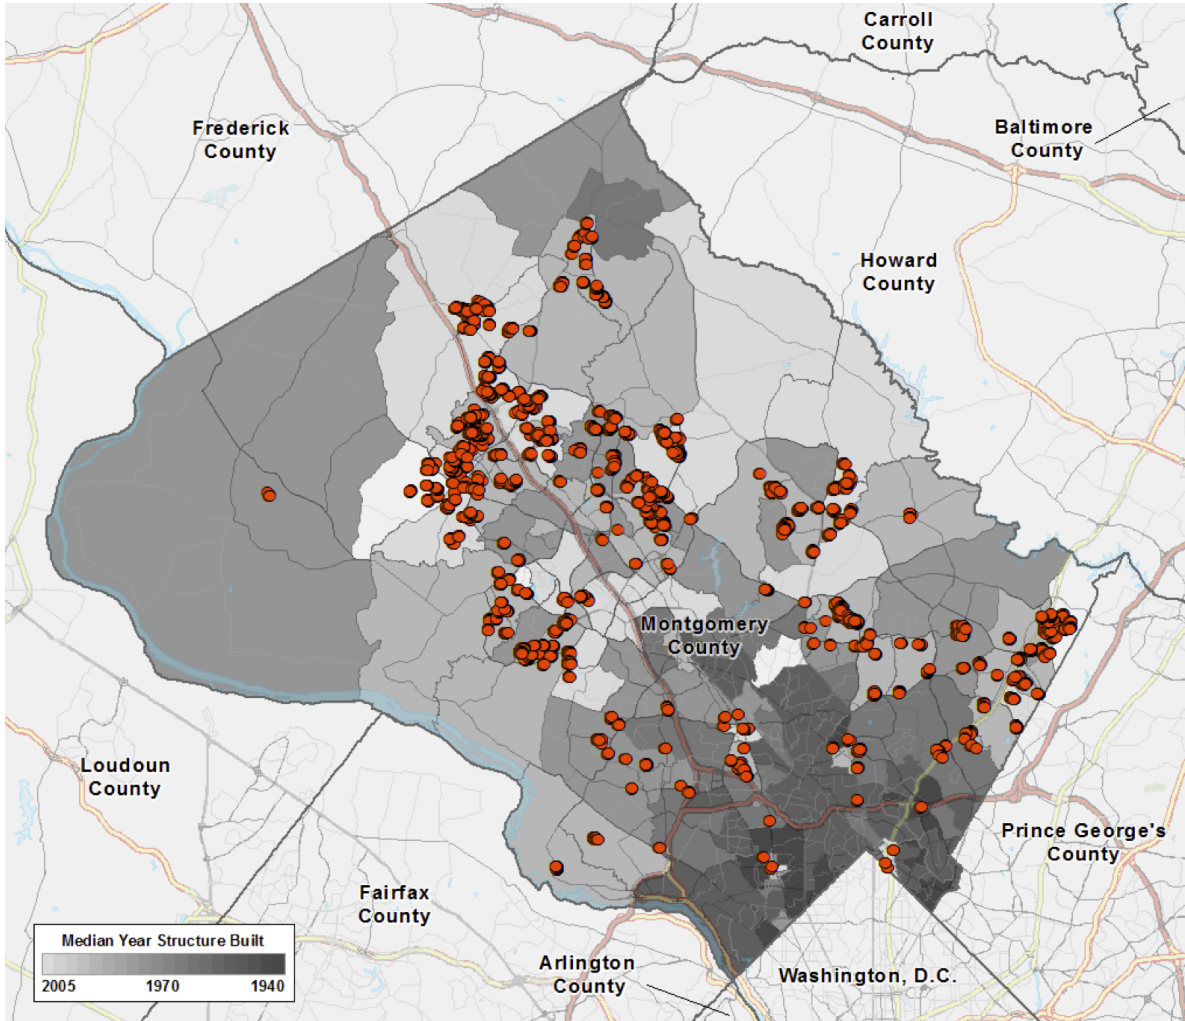 Carroll
County
Frederick
County
Baltimore
County
Howard
County
Montgomery
County
Loudoun
County
Prince George's
County
Fairfax
County
Arlington
County
Washington, D.C.
Median Year Structure Built
2005 1970 1940